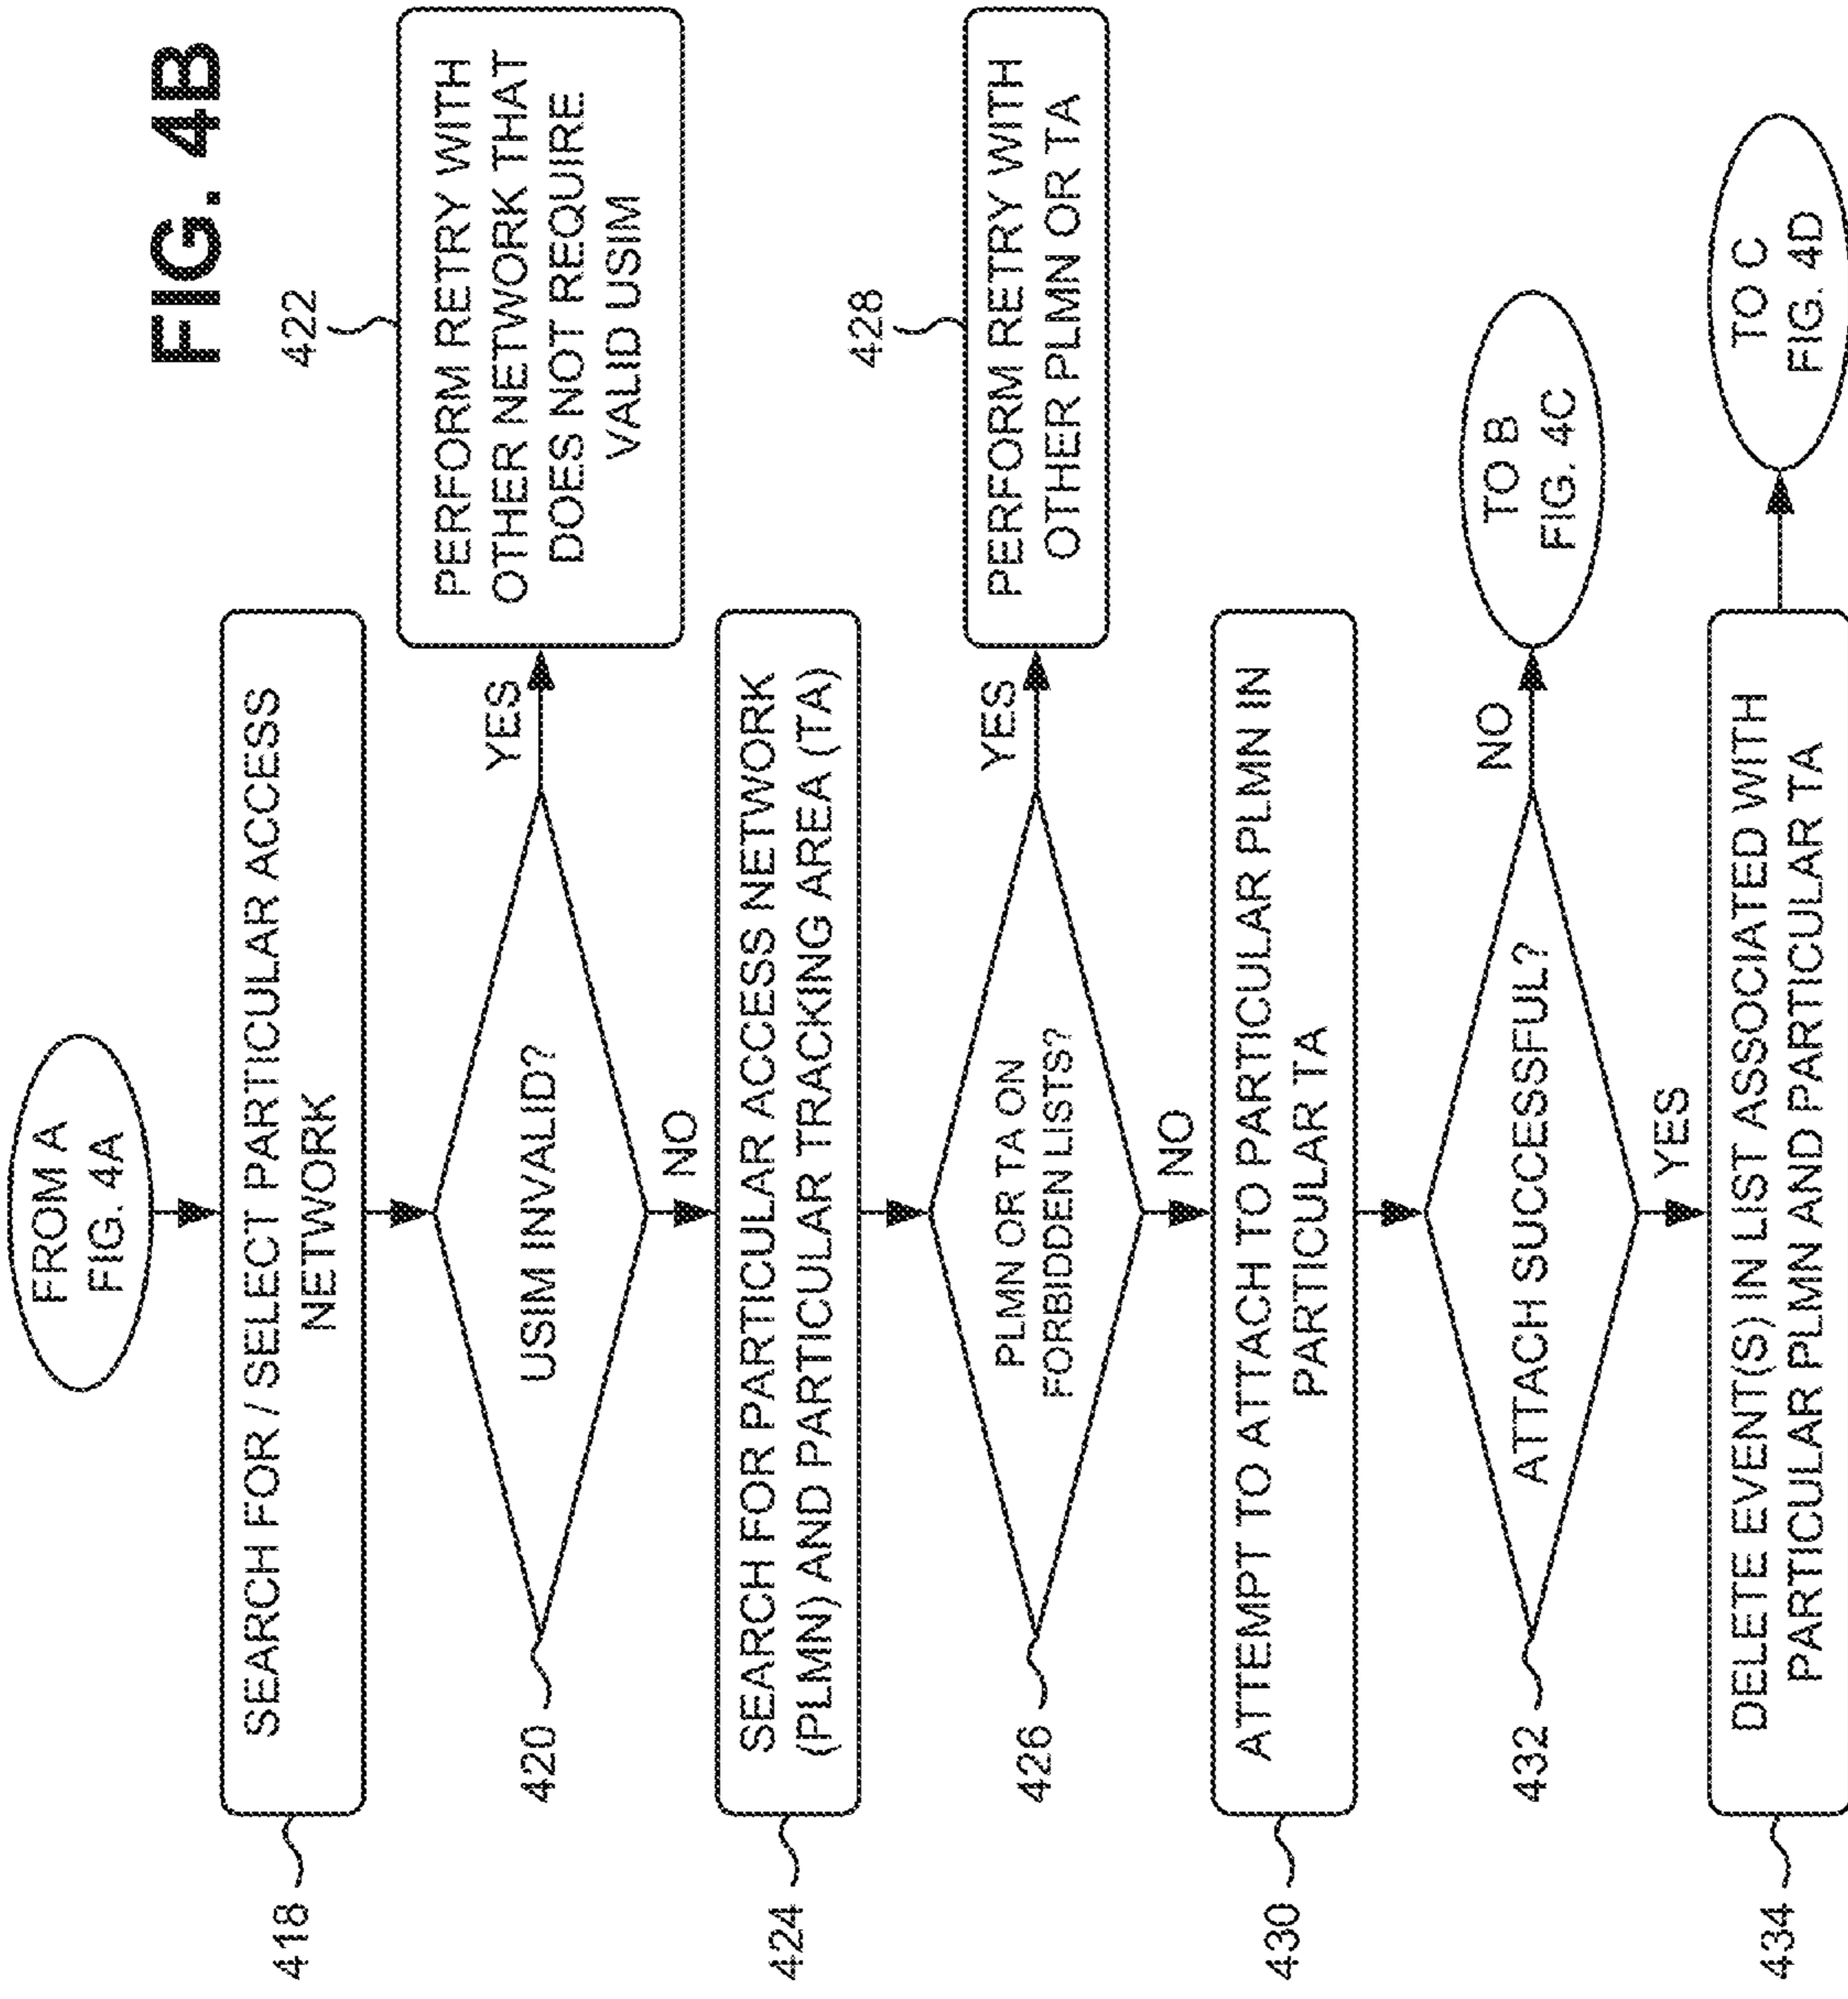 FIG. 4B
FROM A
FIG. 4A
418
SEARCH FOR / SELECT PARTICULAR ACCESS
NETWORK
420
USIM INVALID?
YES
422
PERFORM RETRY WITH
OTHER NETWORK THAT
DOES NOT REQUIRE
VALID USIM
NO
424
SEARCH FOR PARTICULAR ACCESS NETWORK
(PLMN) AND PARTICULAR TRACKING AREA (TA)
426
PLMN OR TA ON
FORBIDDEN LISTS?
YES
428
PERFORM RETRY WITH
OTHER PLMN OR TA
NO
430
ATTEMPT TO ATTACH TO PARTICULAR PLMN IN
PARTICULAR TA
432
ATTACH SUCCESSFUL?
NO
TO B
FIG. 4C
YES
434
DELETE EVENT(S) IN LIST ASSOCIATED WITH
PARTICULAR PLMN AND PARTICULAR TA
TO C
FIG. 4D